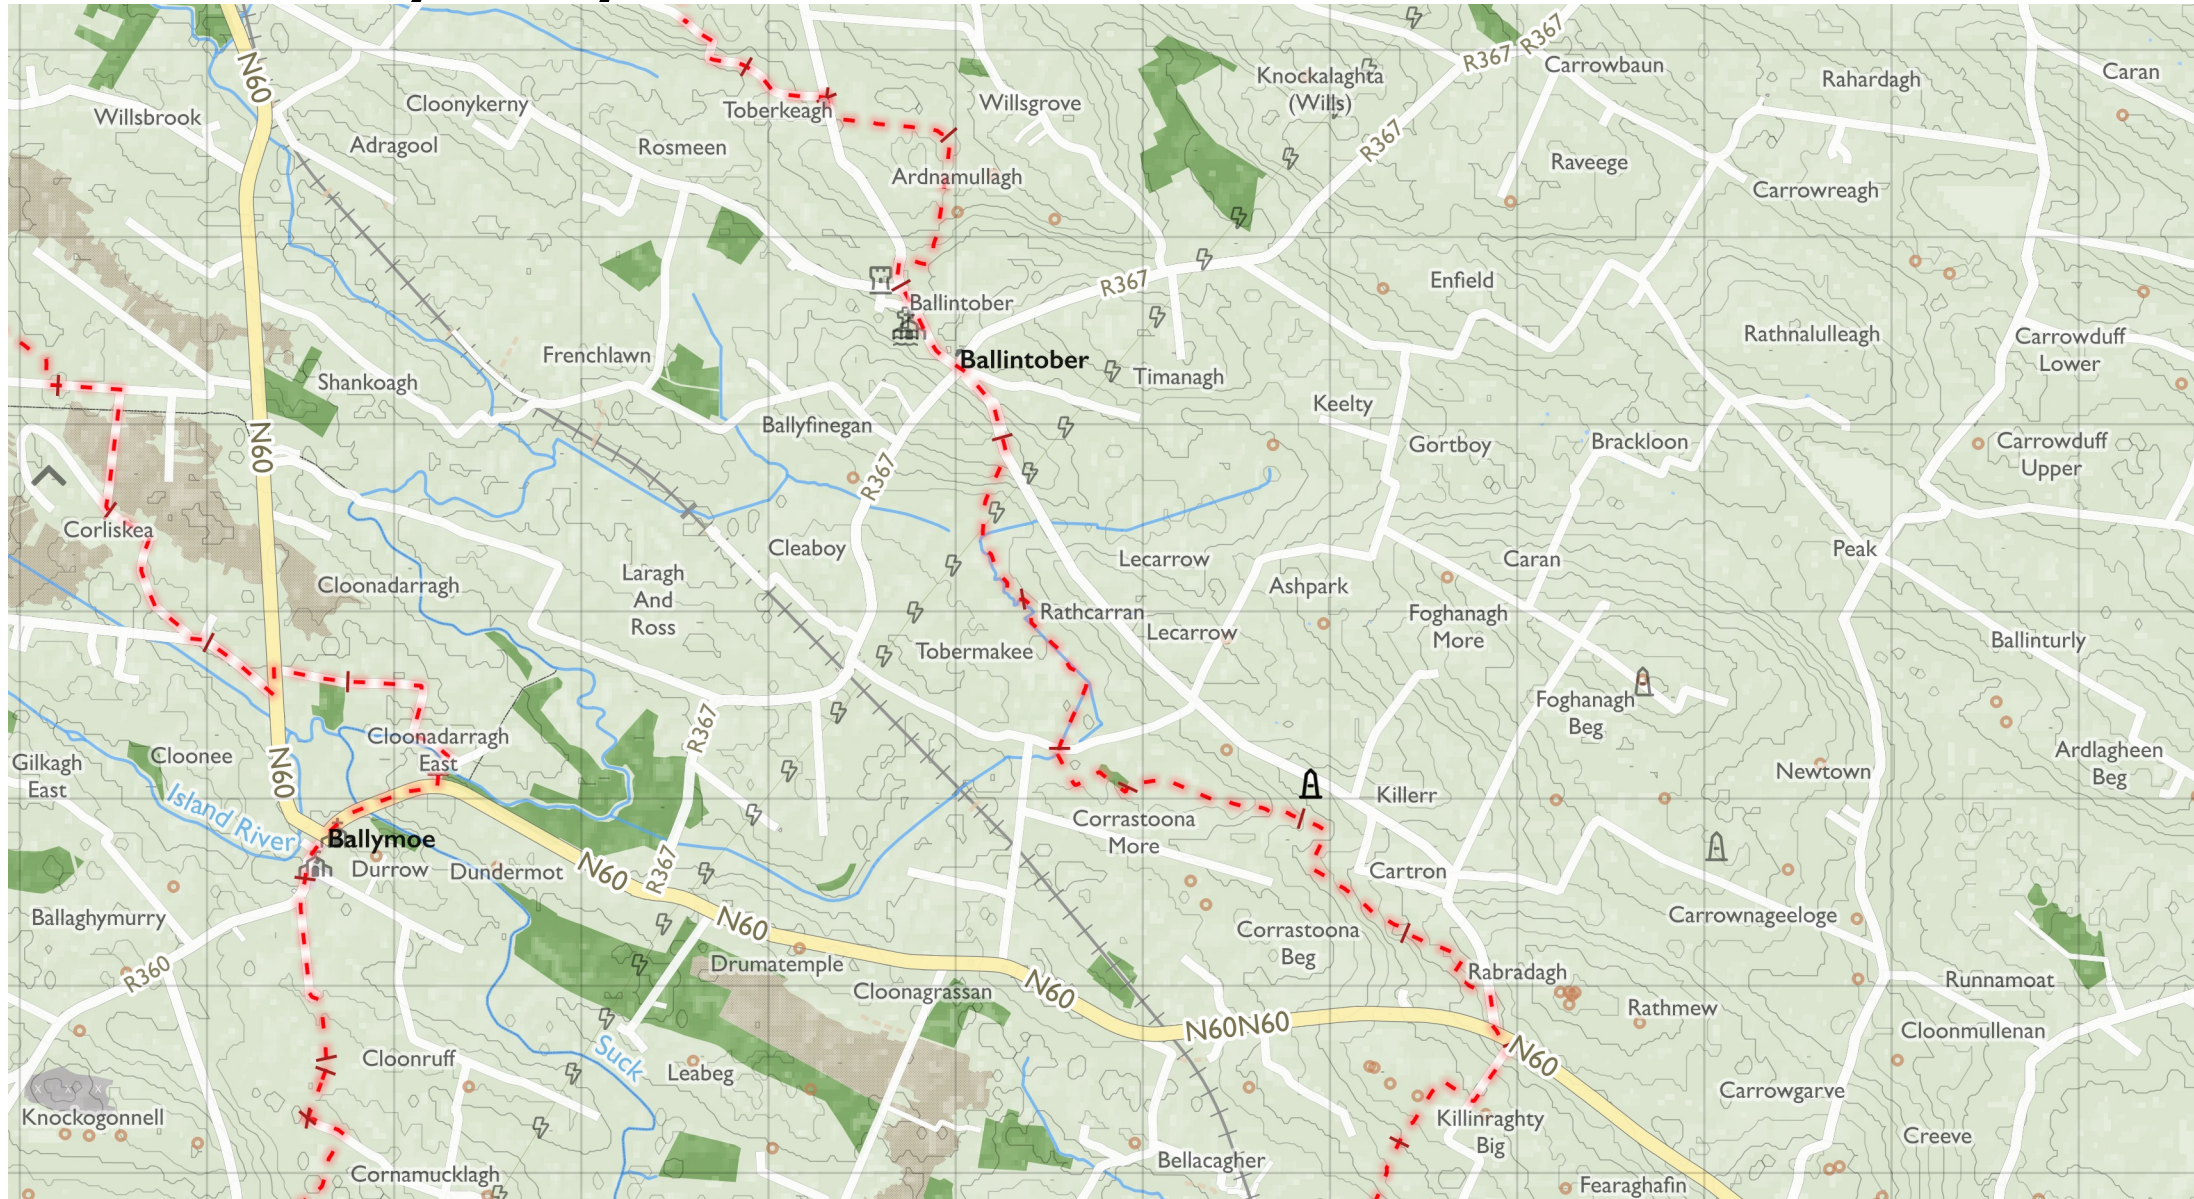 N60
Willsbrook
Cloonykerny
Adragool
Rosmeen
Toberkeagh
Willsgrove
Ardnamullagh
Knockalaghta
(Wills)
R367
R367
R367
Carrowbaun
Rahardagh
Caran
Raveege
Carrowreagh
R367
Enfield
Ballintober
Ballintober
Timanagh
Rathnalulleagh
Carrowduff
Lower
Frenchlawn
Shankoagh
Keelty
Ballyfinegan
Gortboy
Brackloon
Carrowduff
Upper
N60
R367
Corliskea
Cleaboy
Lecarrow
Caran
Peak
Cloonadarragh
Laragh
And
Ross
Ashpark
Rathcarran
Lecarrow
Foghanagh
More
Ballinturly
Tobermakee
Foghanagh
Beg
R367
Cloonadarragh
East
Cloonee
N60
Gilkagh
East
Newtown
Ardlagheen
Beg
Island River
Killerr
Corrastoona
More
Ballymoe
Durrow
Dundermot
N60
R367
Cartron
Ballaghymurry
N60
Carrownageeloge
Corrastoona
Beg
R360
Drumatemple
Cloonagrassan
N60
Rabradagh
Runnamoat
Rathmew
N60N60
N60
Cloonmullenan
Cloonruff
Suck
Leabeg
Carrowgarve
Knockogonnell
Killinraghty
Big
Creeve
Cornamucklagh
Bellacagher
Fearaghafin